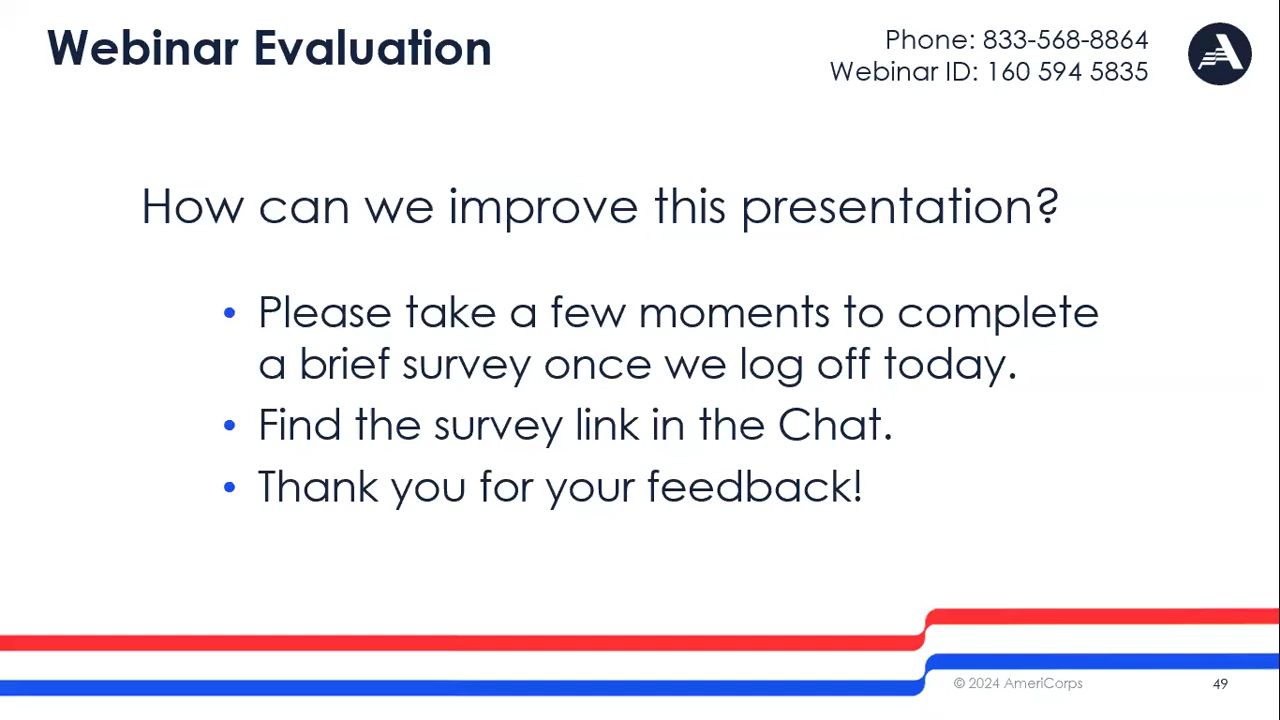 Webinar Evaluation
Phone: 833-568-8864
Webinar ID: 160 594 5835
How can we improve this presentation?
• Please take a few moments to complete
a brief survey once we log off today.
• Find the survey link in the Chat.
• Thank you for your feedback!
© 2024 AmeriCorps
49